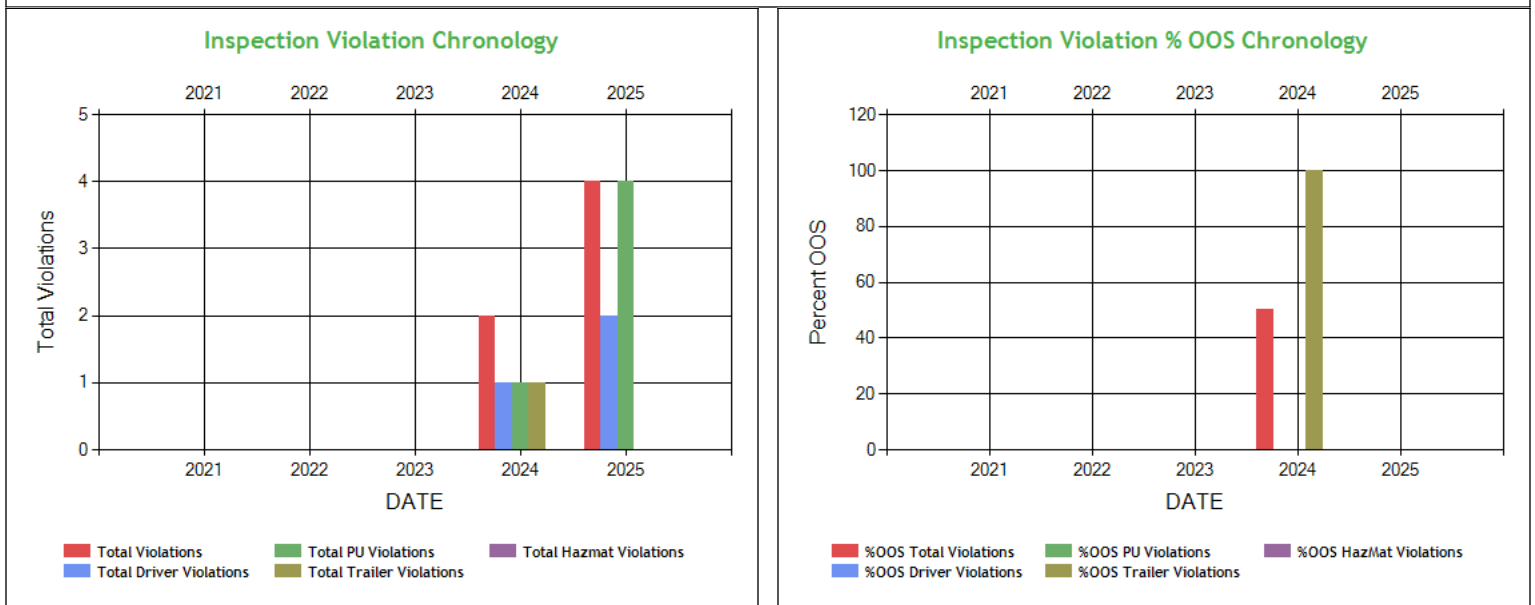 Inspection Violation Chronology
2021 2022 2023 2024 2025
5
4
3
2
1
0
Total Violations
2021 2022 2023 2024 2025
DATE
Total Violations Total PU Violations Total Hazmat Violations
Total Driver Violations Total Trailer Violations
Inspection Violation % OOS Chronology
2021 2022 2023 2024 2025
120
100
80
60
40
20
0
Percent OOS
2021 2022 2023 2024 2025
DATE
%OOS Total Violations %OOS PU Violations %OOS HazMat Violations
%OOS Driver Violations %OOS Trailer Violations